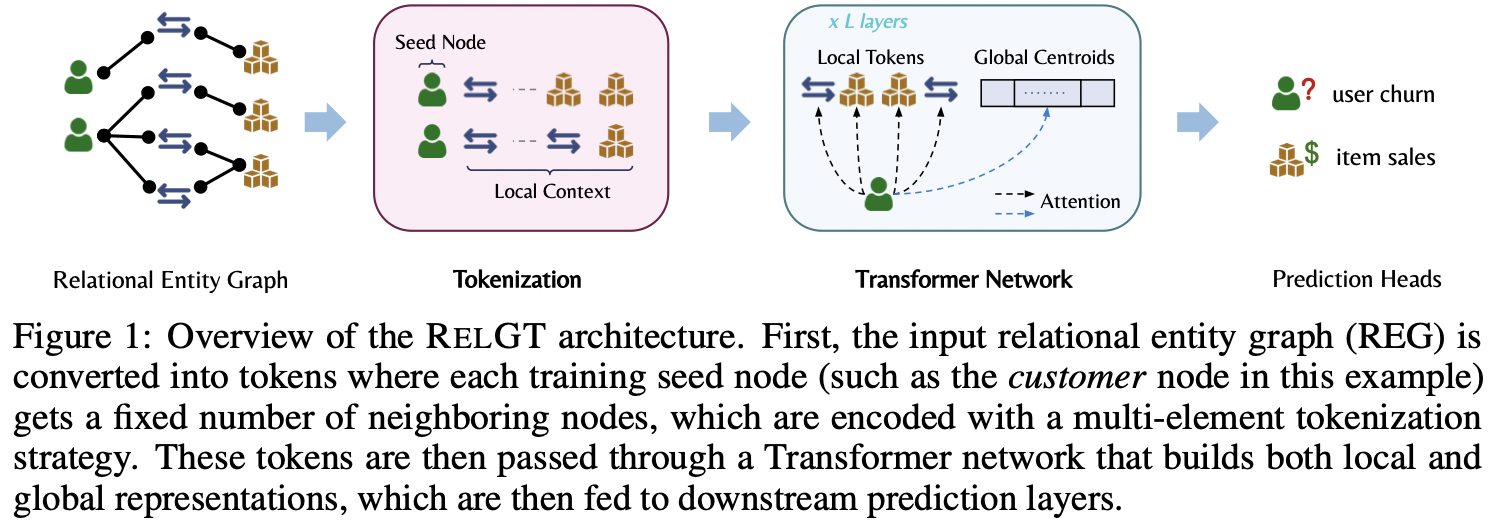 x L layers
Seed Node
Local Tokens
Global Centroids
user churn
item sales
Local Context
Attention
Relational Entity Graph
Tokenization
Transformer Network
Prediction Heads
Figure 1: Overview of the RELGT architecture. First, the input relational entity graph (REG) is
converted into tokens where each training seed node (such as the customer node in this example)
gets a fixed number of neighboring nodes, which are encoded with a multi-element tokenization
strategy. These tokens are then passed through a Transformer network that builds both local and
global representations, which are then fed to downstream prediction layers.